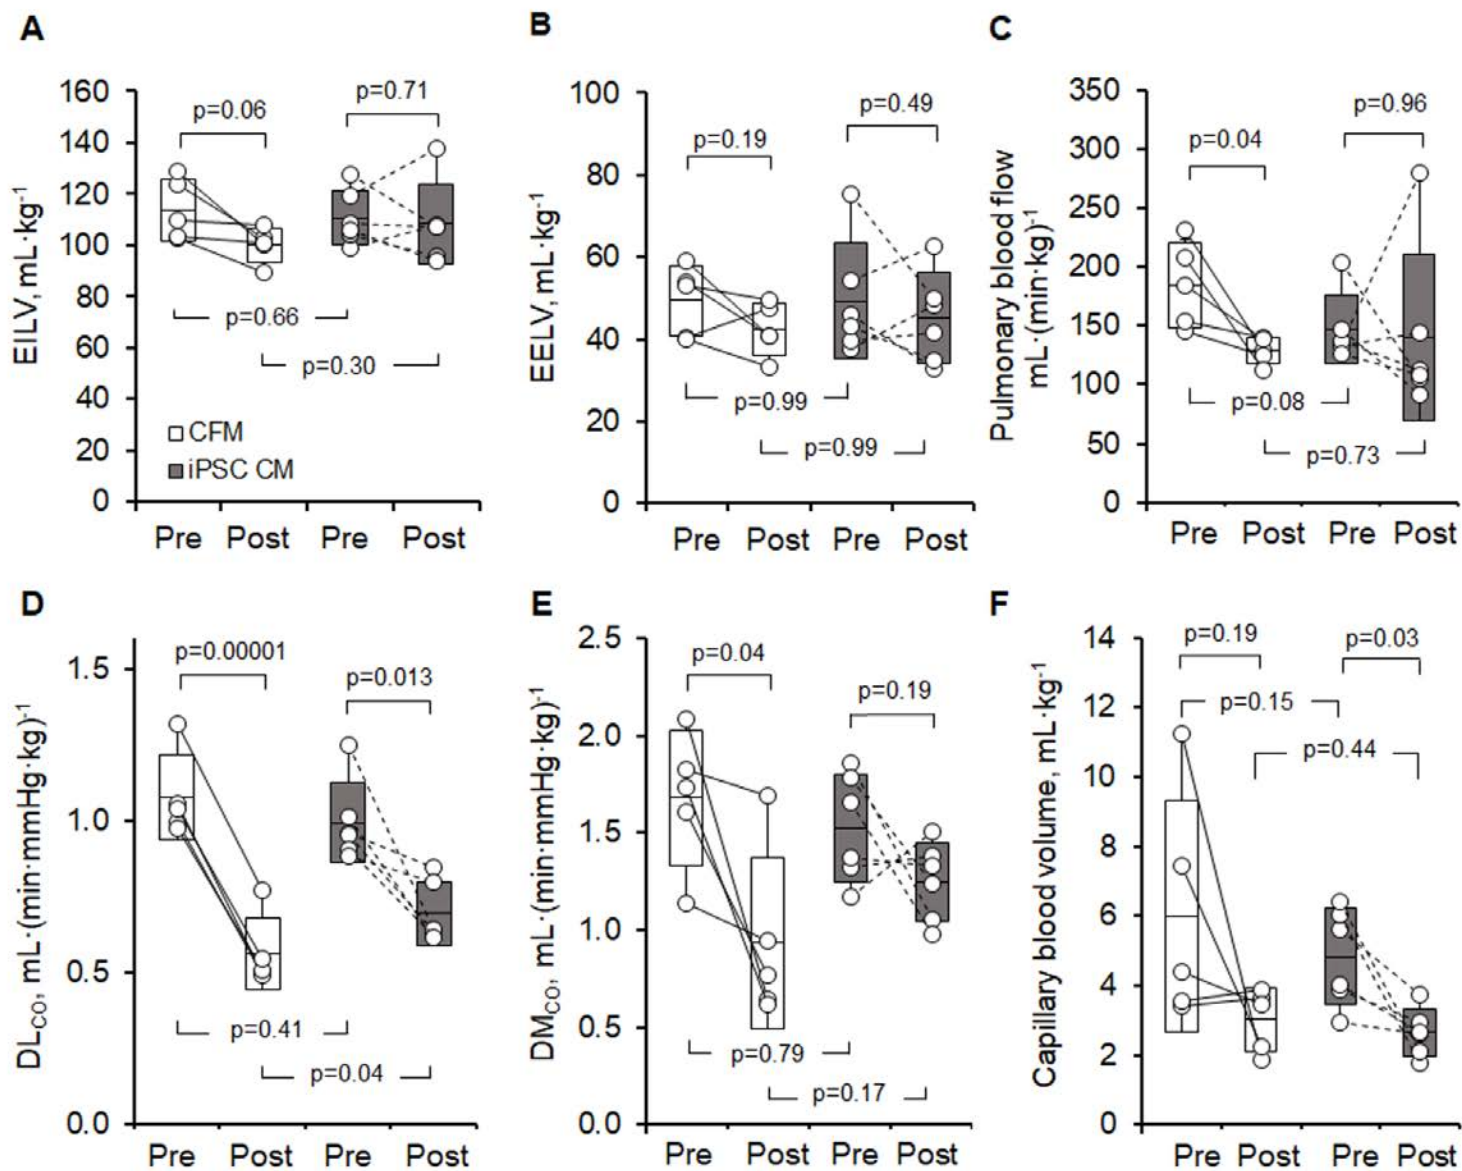 A
EILV, mL·kg⁻¹
160
140
120
100
80
60
40
20
0
p=0.06
p=0.71
p=0.66
p=0.30
CFM
iPSC CM
Pre Post Pre Post
B
EELV, mL·kg⁻¹
100
80
60
40
20
0
p=0.19
p=0.49
p=0.99
p=0.99
Pre Post Pre Post
C
Pulmonary blood flow
mL·(min·kg)⁻¹
350
300
250
200
150
100
50
0
p=0.04
p=0.96
p=0.08
p=0.73
Pre Post Pre Post
D
DL_CO, mL·(min·mmHg·kg)⁻¹
1.5
1.0
0.5
0.0
p=0.00001
p=0.013
p=0.41
p=0.04
Pre Post Pre Post
E
DM_CO, mL·(min·mmHg·kg)⁻¹
2.5
2.0
1.5
1.0
0.5
0.0
p=0.04
p=0.19
p=0.79
p=0.17
Pre Post Pre Post
F
Capillary blood volume, mL·kg⁻¹
14
12
10
8
6
4
2
0
p=0.19
p=0.03
p=0.15
p=0.44
Pre Post Pre Post